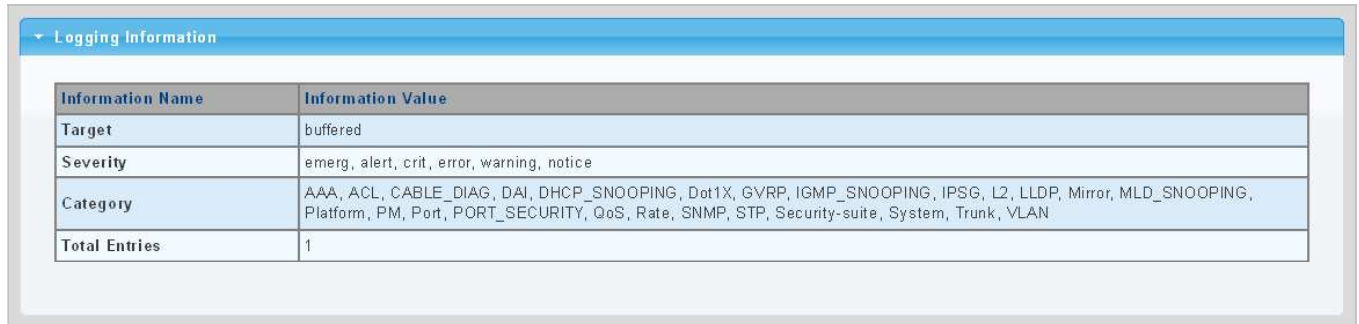 Logging Information
Information Name Information Value
Target buffered
Severity emerg, alert, crit, error, warning, notice
Category AAA, ACL, CABLE_DIAG, DAI, DHCP_SNOOPING, Dot1X, GVRP, IGMP_SNOOPING, IPSG, L2, LLDP, Mirror, MLD_SNOOPING,
Platform, PM, Port, PORT_SECURITY, QoS, Rate, SNMP, STP, Security-suite, System, Trunk, VLAN
Total Entries 1